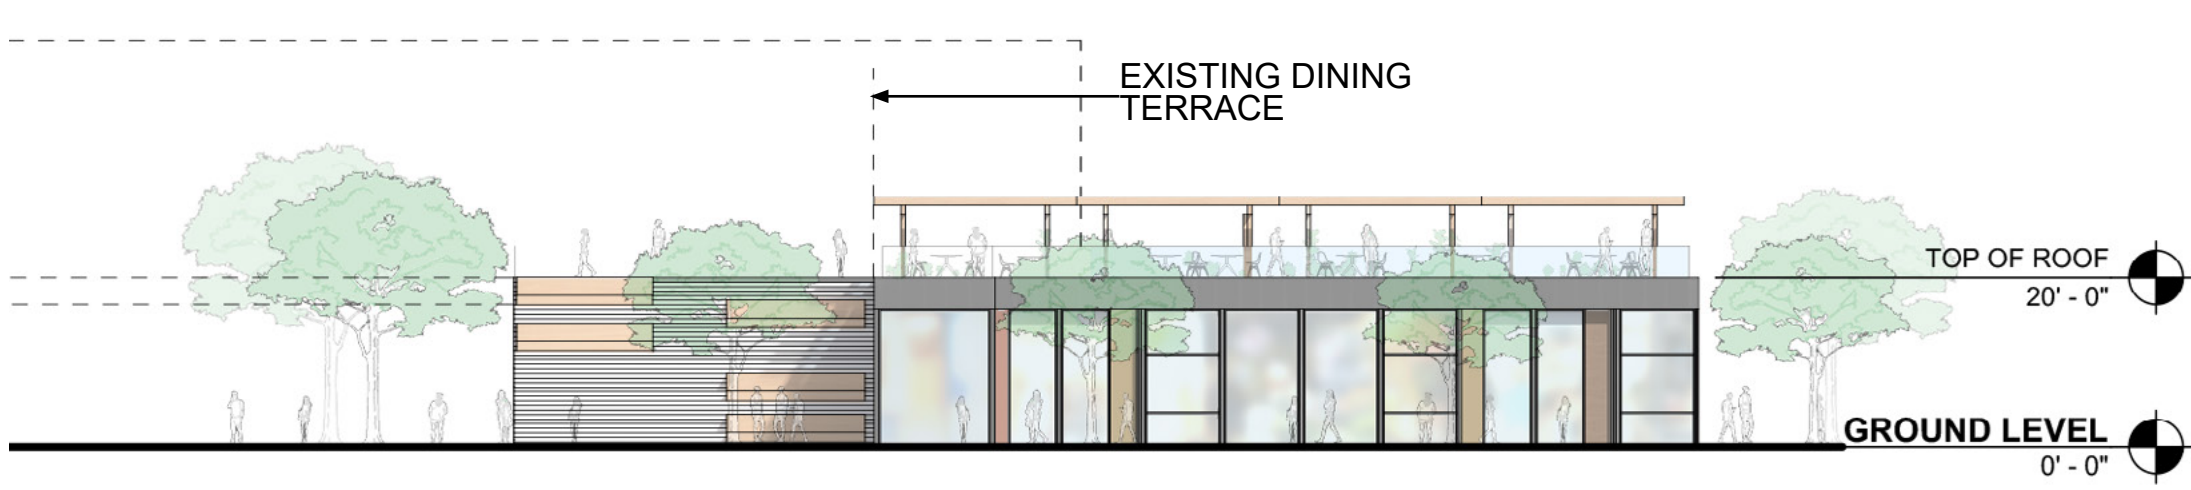 EXISTING DINING
TERRACE
TOP OF ROOF
20' - 0"
GROUND LEVEL
0' - 0"